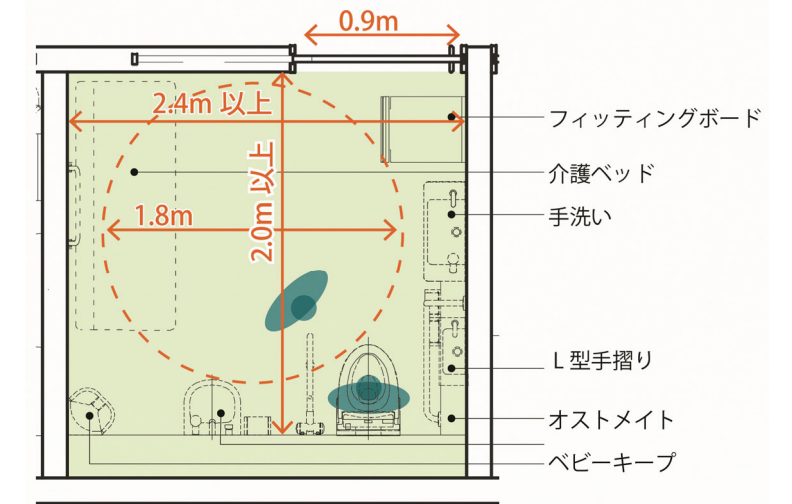 0.9m
2.4m 以上
2.0m 以上
1.8m
フィッティングボード
介護ベッド
手洗い
L型手摺り
オストメイト
ベビーキープ